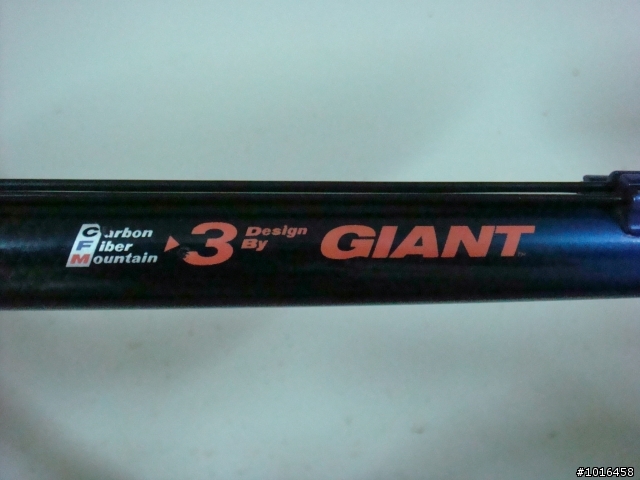 Carbon
Fiber
Mountain
3
Design
By
GIANT
#1016458